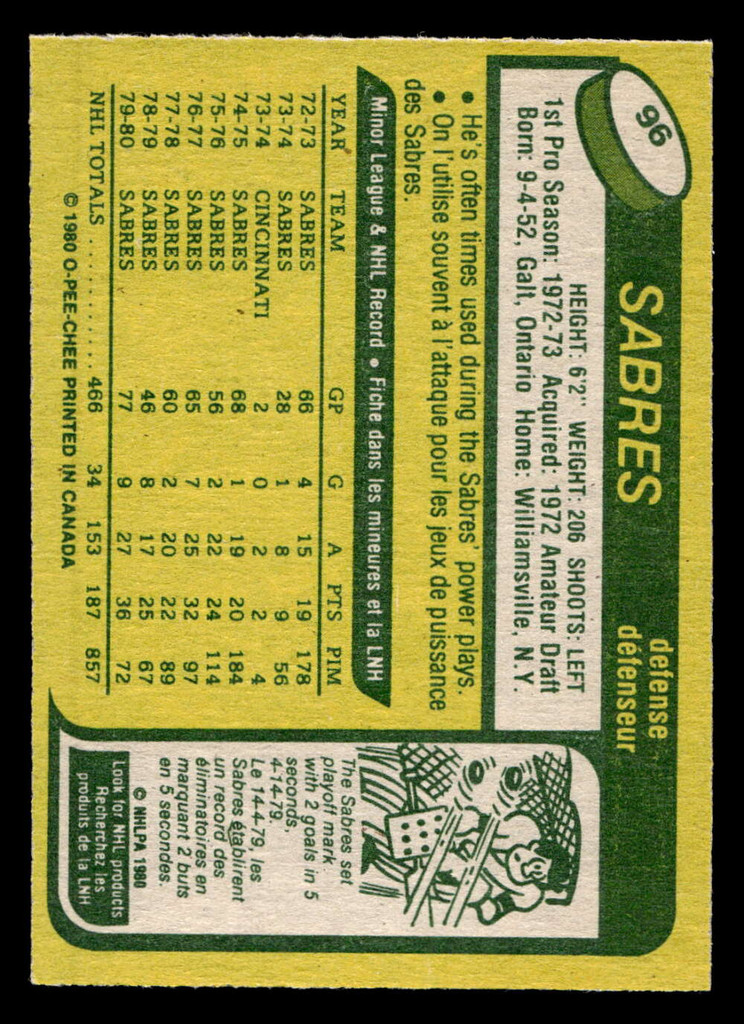 96
SABRES
defense
défenseur
HEIGHT: 6'2" WEIGHT: 206 SHOOTS: LEFT
1st Pro Season: 1972-73 Acquired: 1972 Amateur Draft
Born: 9-4-52, Galt, Ontario Home: Williamsville, N.Y.
• He's often times used during the Sabres' power plays.
• On l'utilise souvent à l'attaque pour les jeux de puissance
des Sabres.
Minor League & NHL Record • Fiche dans les mineures et la LNH
YEAR TEAM GP G A PTS PIM
72-73 SABRES 66 4 15 19 178
73-74 SABRES 28 1 8 9 56
73-74 CINCINNATI 2 0 2 2 4
74-75 SABRES 68 1 19 20 184
75-76 SABRES 56 2 22 24 114
76-77 SABRES 65 7 25 32 97
77-78 SABRES 60 2 20 22 89
78-79 SABRES 46 8 17 25 67
79-80 SABRES 77 9 27 36 72
NHL TOTALS .......... 466 34 153 187 857
© 1980 O-PEE-CHEE PRINTED IN CANADA
The Sabres set
playoff mark
with 2 goals in 5
seconds,
4-14-79.
Le 14-4-79, les
Sabres établirent
un record des
éliminatoires en
marquant 2 buts
en 5 secondes.
© NHLPA 1980
Look for NHL products
Recherchez les
produits de la LNH